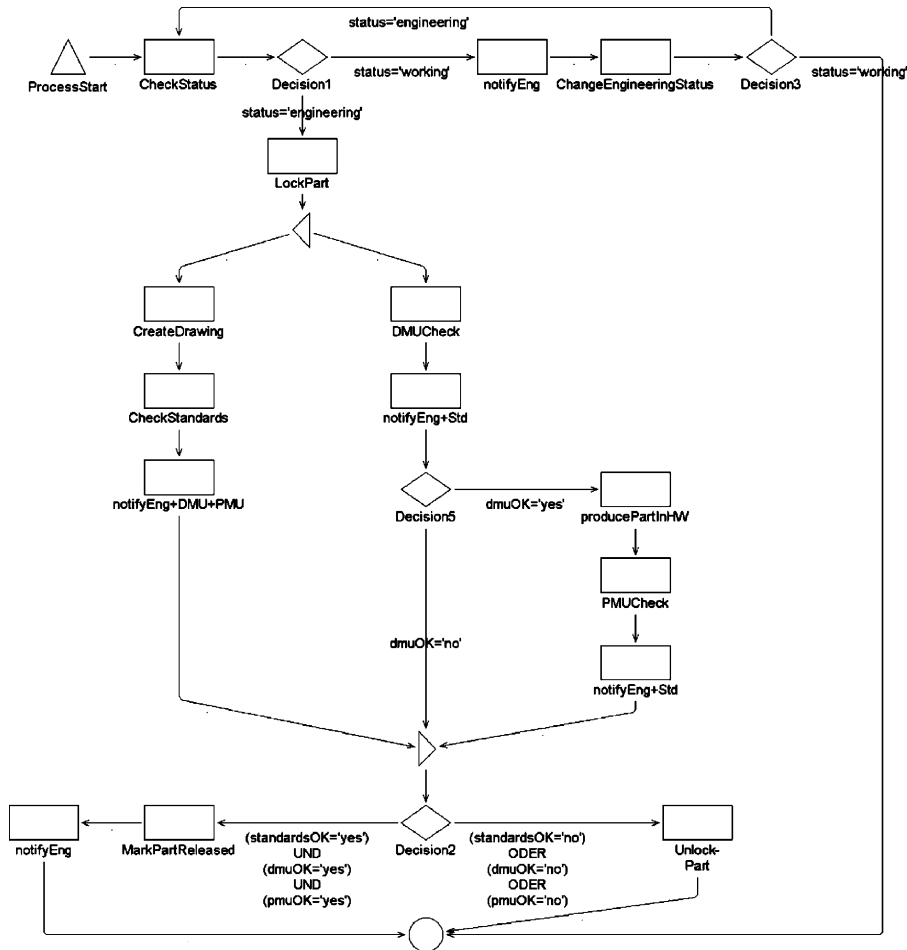 status='engineering'
ProcessStart
CheckStatus
Decision1
status='working'
notifyEng
ChangeEngineeringStatus
Decision3
status='working'
status='engineering'
LockPart
CreateDrawing
DMUCheck
CheckStandards
notifyEng+Std
notifyEng+DMU+PMU
Decision5
dmuOK='yes'
producePartInHW
PMUCheck
dmuOK='no'
notifyEng+Std
notifyEng
MarkPartReleased
(standardsOK='yes')
UND
(dmuOK='yes')
UND
(pmuOK='yes')
Decision2
(standardsOK='no')
ODER
(dmuOK='no')
ODER
(pmuOK='no')
Unlock-
Part